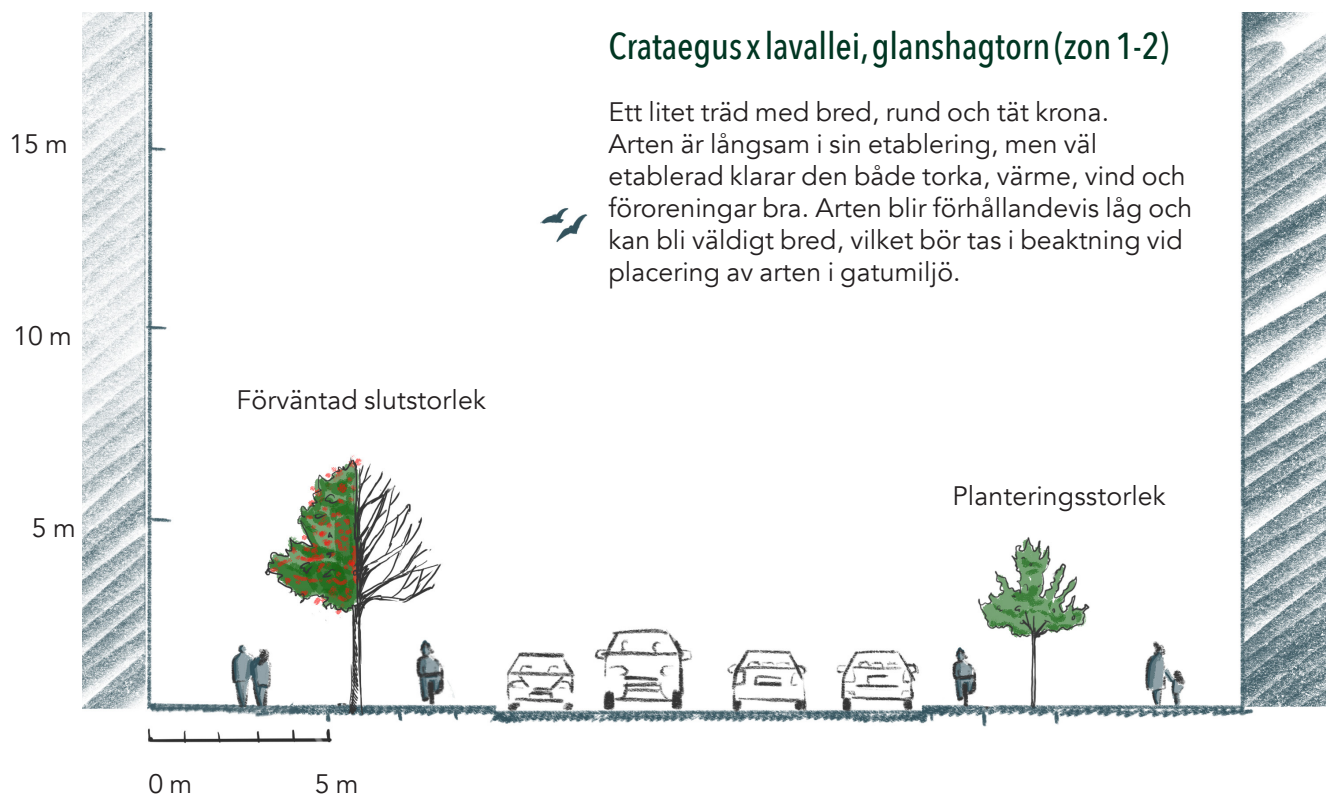 Crataegus x lavallei, glanshagtorn (zon 1-2)
Ett litet träd med bred, rund och tät krona.
Arten är långsam i sin etablering, men väl
etablerad klarar den både torka, värme, vind och
föroreningar bra. Arten blir förhållandevis låg och
kan bli väldigt bred, vilket bör tas i beaktning vid
placering av arten i gatumiljö.
15 m
10 m
Förväntad slutstorlek
Planteringsstorlek
5 m
0 m
5 m